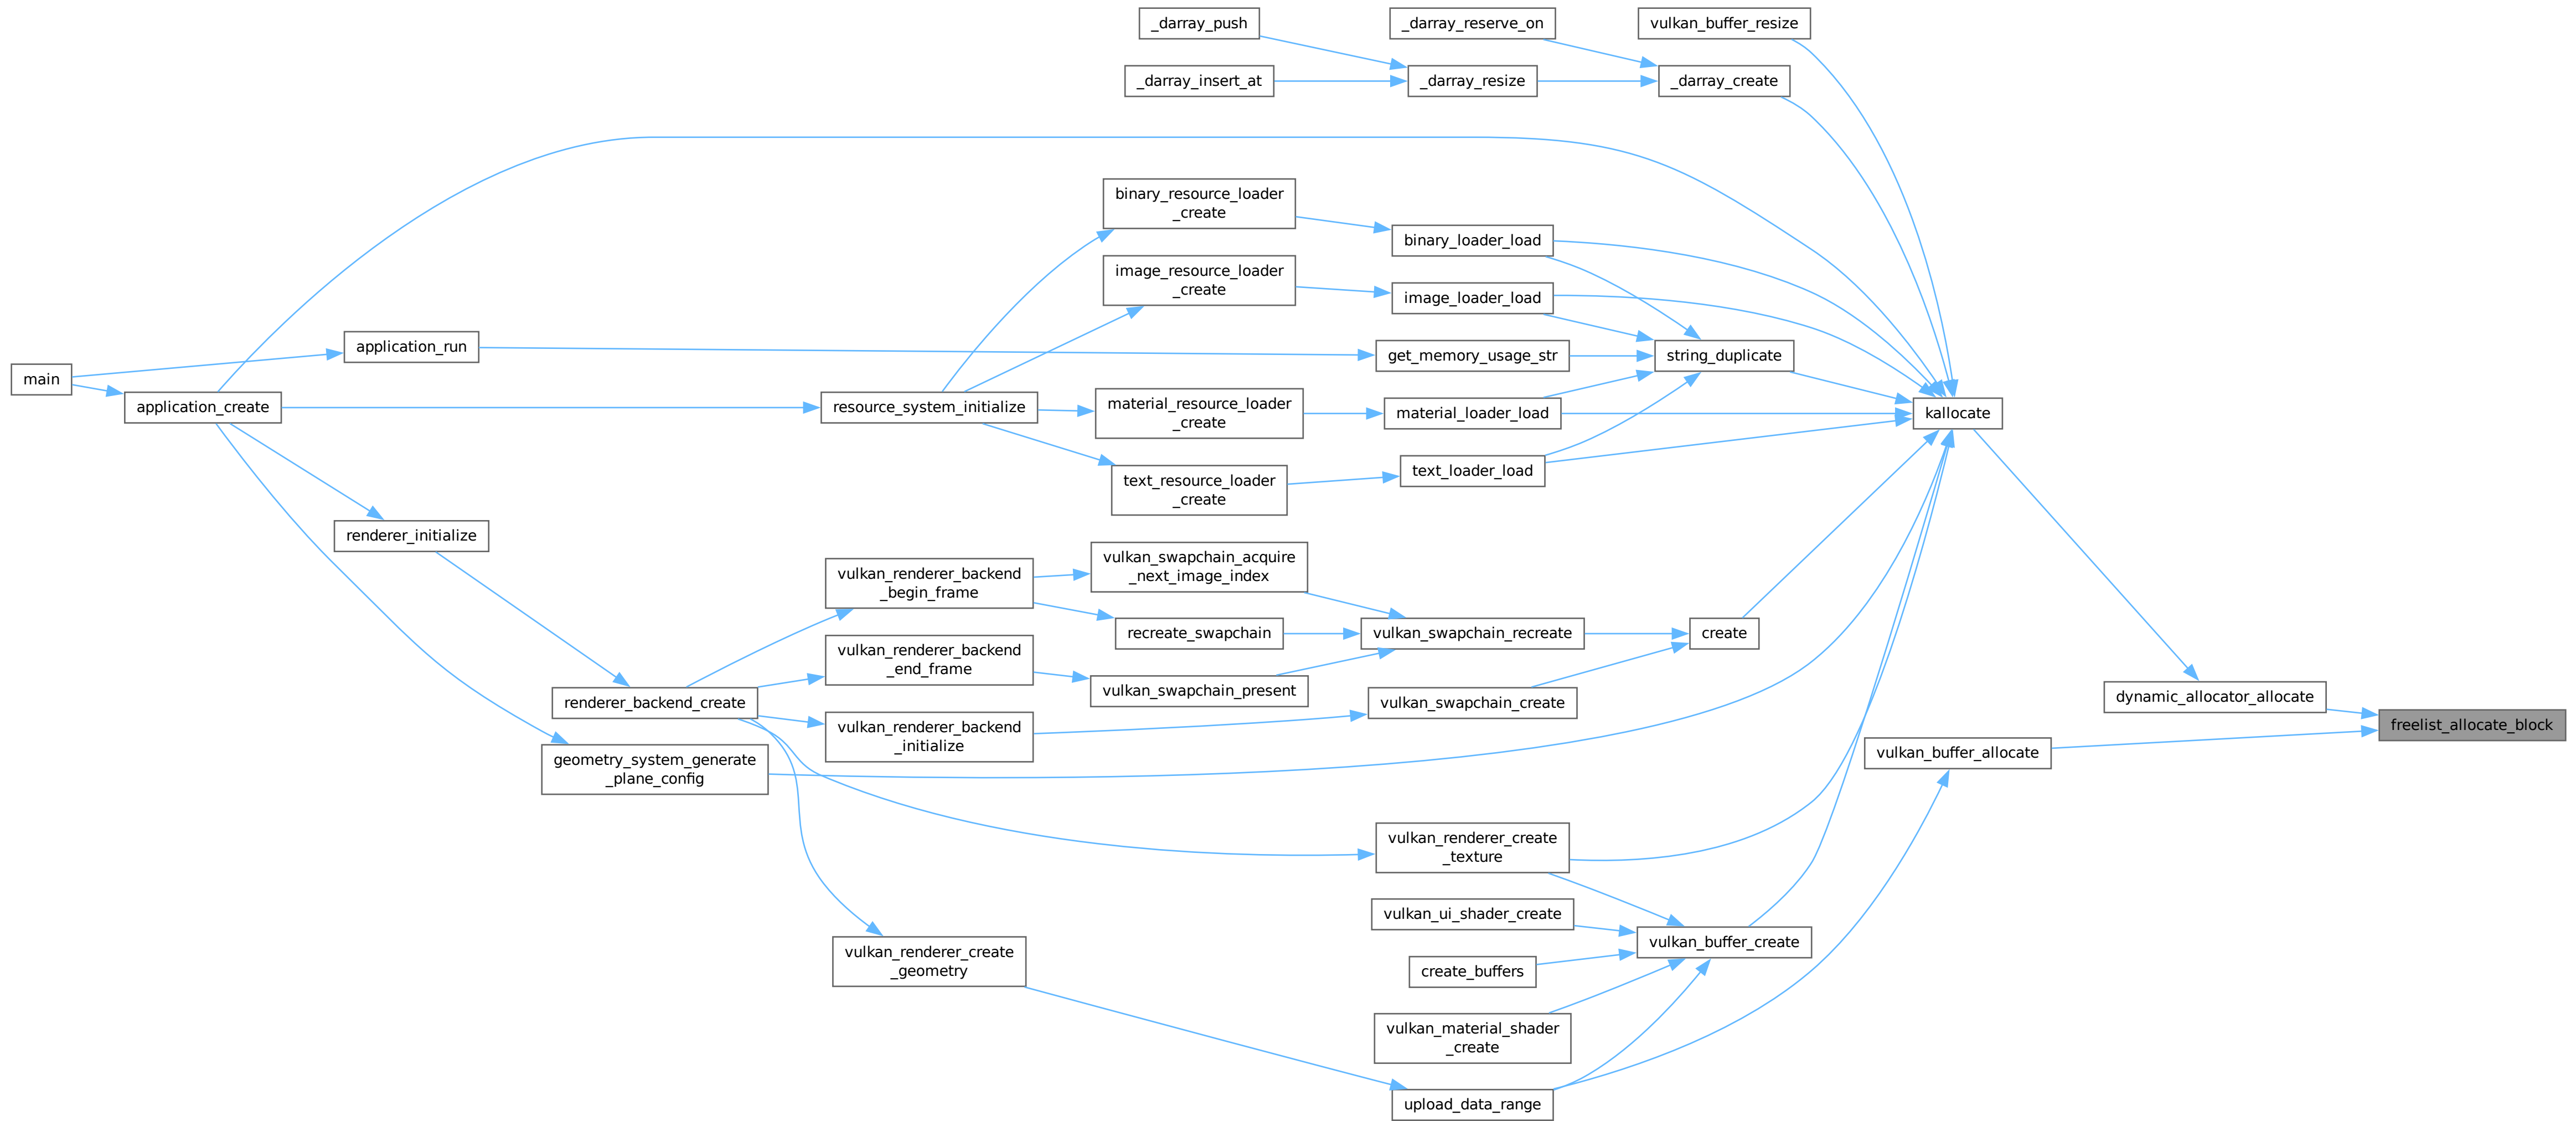 _darray_push
_darray_reserve_on
vulkan_buffer_resize
_darray_insert_at
_darray_resize
_darray_create
binary_resource_loader
_create
binary_loader_load
image_resource_loader
_create
image_loader_load
application_run
get_memory_usage_str
string_duplicate
main
application_create
resource_system_initialize
material_resource_loader
_create
material_loader_load
kallocate
text_resource_loader
_create
text_loader_load
renderer_initialize
vulkan_renderer_backend
_begin_frame
vulkan_swapchain_acquire
_next_image_index
recreate_swapchain
vulkan_swapchain_recreate
create
vulkan_renderer_backend
_end_frame
vulkan_swapchain_present
renderer_backend_create
vulkan_swapchain_create
dynamic_allocator_allocate
freelist_allocate_block
vulkan_renderer_backend
_initialize
geometry_system_generate
_plane_config
vulkan_buffer_allocate
vulkan_renderer_create
_texture
vulkan_ui_shader_create
vulkan_buffer_create
vulkan_renderer_create
_geometry
create_buffers
vulkan_material_shader
_create
upload_data_range